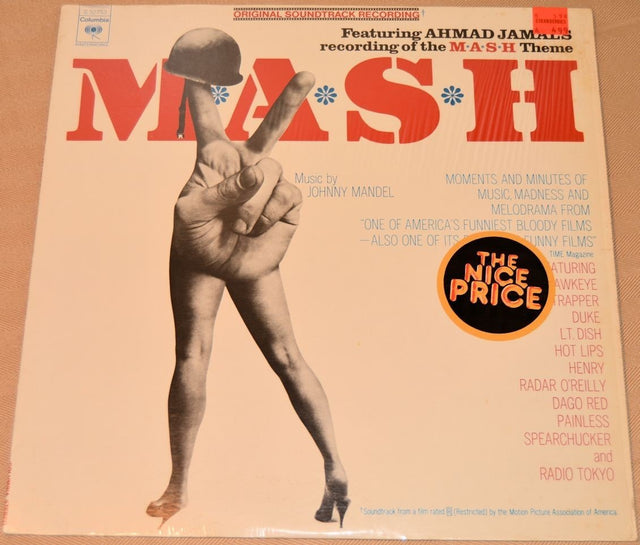 ORIGINAL SOUNDTRACK RECORDING†
Columbia
Featuring AHMAD JAMAL'S
recording of the M·A·S·H Theme
M*A*S*H
Music by
JOHNNY MANDEL
MOMENTS AND MINUTES OF
MUSIC, MADNESS AND
MELODRAMA FROM
"ONE OF AMERICA'S FUNNIEST BLOODY FILMS
—ALSO ONE OF ITS FUNNY FILMS"
TIME Magazine
THE
NICE
PRICE
TRAPPER
DUKE
LT. DISH
HOT LIPS
HENRY
RADAR O'REILLY
DAGO RED
PAINLESS
SPEARCHUCKER
and
RADIO TOKYO
†Soundtrack from a film rated R (Restricted) by the Motion Picture Association of America.